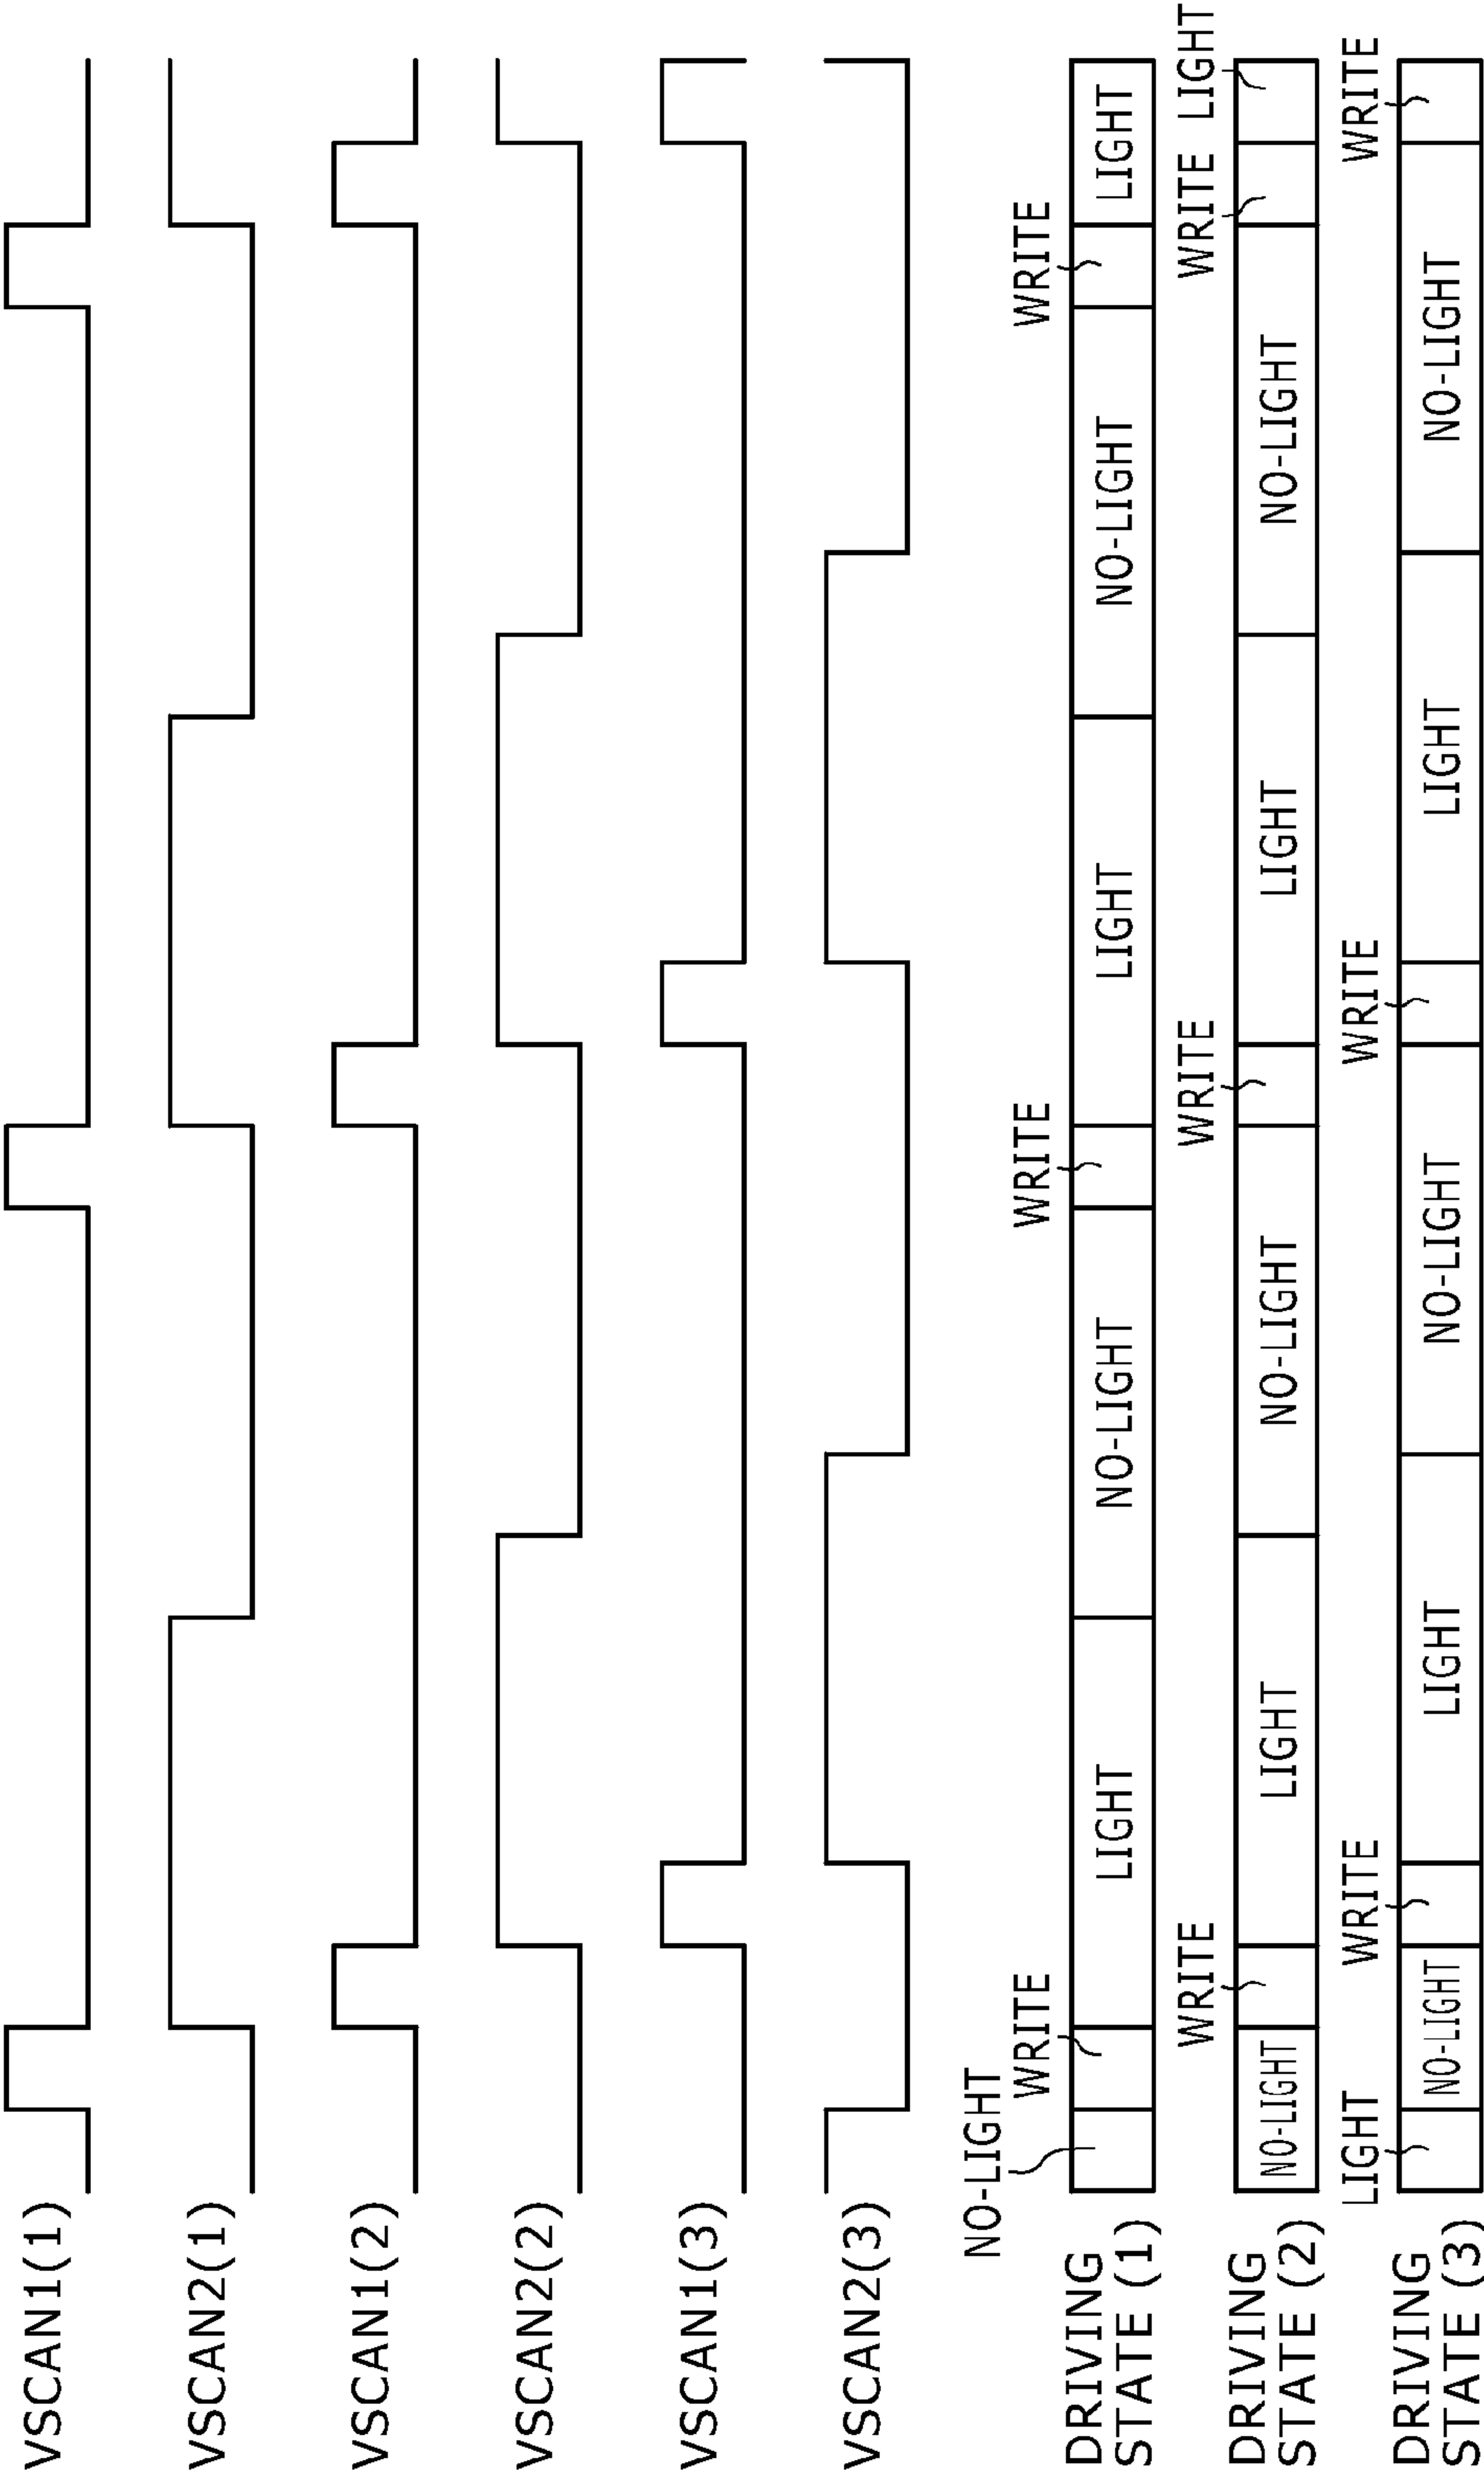 VSCAN1(1)
VSCAN2(1)
VSCAN1(2)
VSCAN2(2)
VSCAN1(3)
VSCAN2(3)
NO-LIGHT
WRITE
WRITE
WRITE
DRIVING
STATE (1)
LIGHT
NO-LIGHT
LIGHT
NO-LIGHT
LIGHT
WRITE
WRITE
WRITE
LIGHT
DRIVING
STATE (2)
NO-LIGHT
LIGHT
NO-LIGHT
LIGHT
NO-LIGHT
LIGHT
WRITE
WRITE
WRITE
DRIVING
STATE (3)
NO-LIGHT
LIGHT
NO-LIGHT
LIGHT
NO-LIGHT